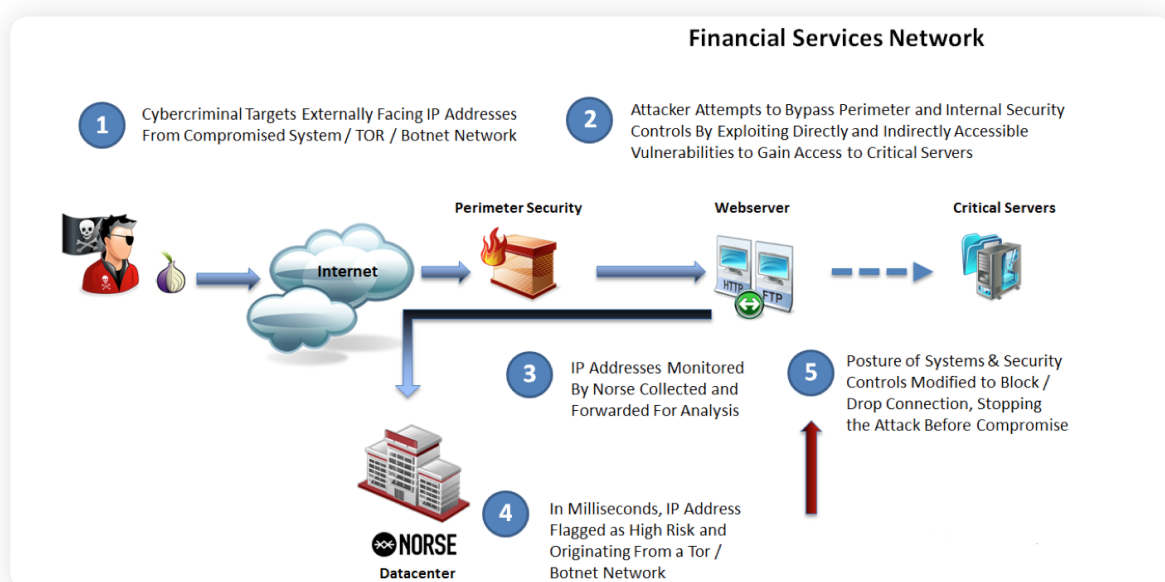 Financial Services Network
1
Cybercriminal Targets Externally Facing IP Addresses
From Compromised System / TOR / Botnet Network
2
Attacker Attempts to Bypass Perimeter and Internal Security
Controls By Exploiting Directly and Indirectly Accessible
Vulnerabilities to Gain Access to Critical Servers
Perimeter Security
Webserver
Critical Servers
Internet
HTTP
FTP
3
IP Addresses Monitored
By Norse Collected and
Forwarded For Analysis
5
Posture of Systems & Security
Controls Modified to Block /
Drop Connection, Stopping
the Attack Before Compromise
4
In Milliseconds, IP Address
Flagged as High Risk and
Originating From a Tor /
Botnet Network
NORSE
Datacenter